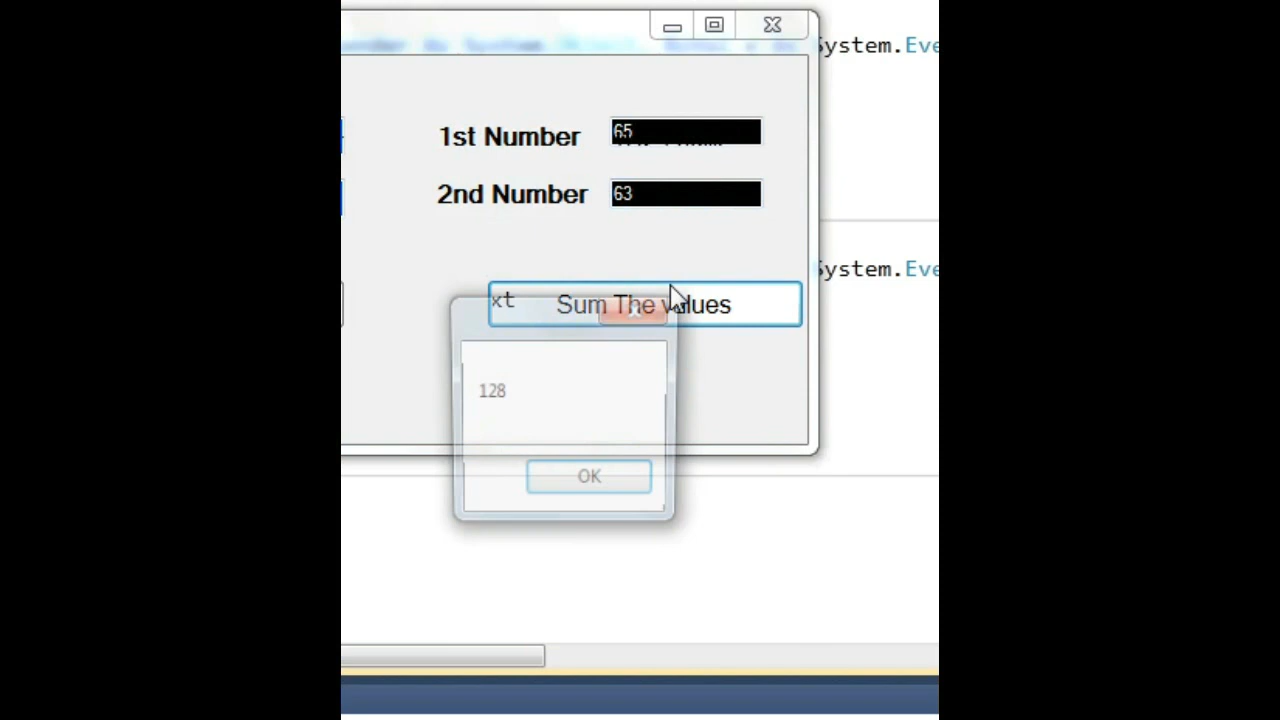 System.Eve
1st Number 65
2nd Number 63
System.Eve
xt Sum The values
128
OK